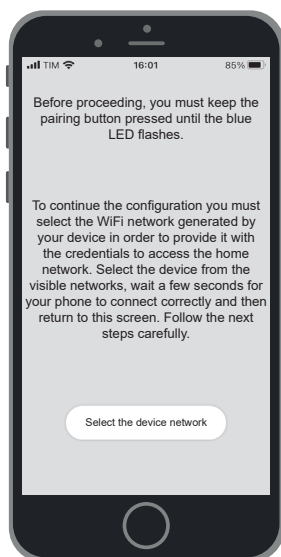 TIM
16:01
85%
Before proceeding, you must keep the
pairing button pressed until the blue
LED flashes.
To continue the configuration you must
select the WiFi network generated by
your device in order to provide it with
the credentials to access the home
network. Select the device from the
visible networks, wait a few seconds for
your phone to connect correctly and then
return to this screen. Follow the next
steps carefully.
Select the device network